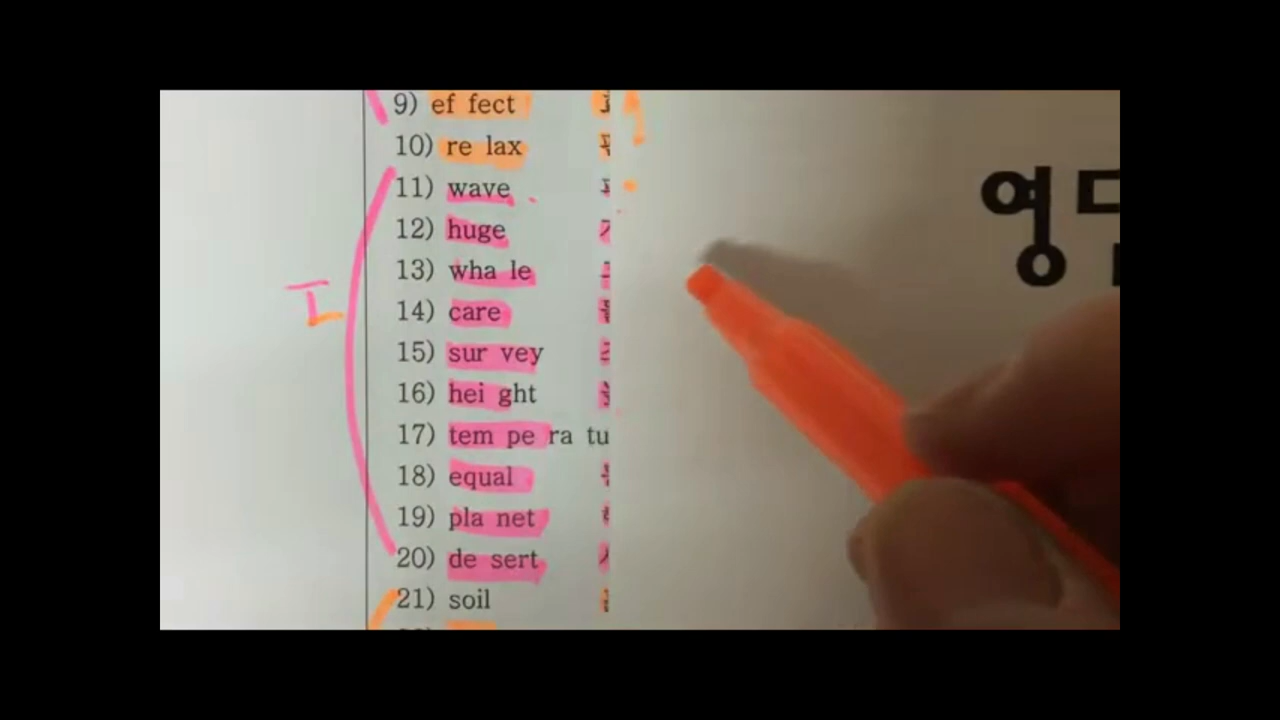 9) ef fect
10) re lax
11) wave
12) huge
13) wha le
14) care
15) sur vey
16) hei ght
17) tem pe ra tu
18) equal
19) pla net
20) de sert
21) soil
I
영